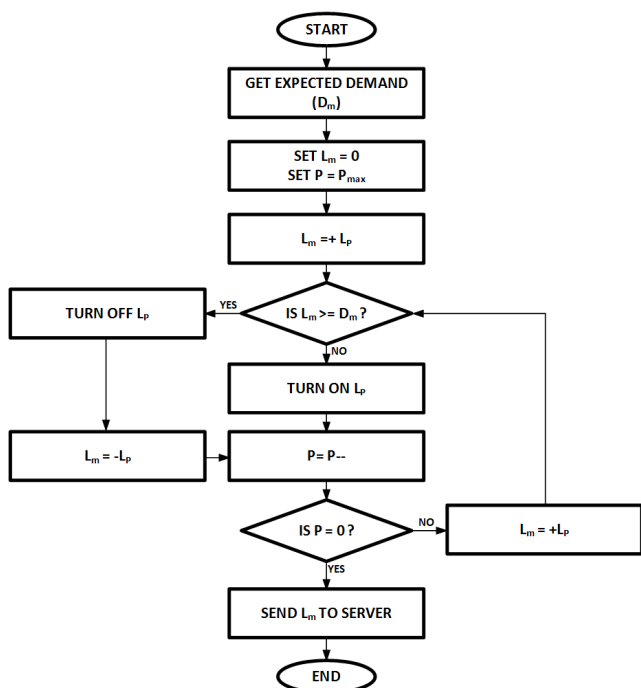 START
GET EXPECTED DEMAND
(Dm)
SET Lm = 0
SET P = Pmax
Lm =+ LP
IS Lm >= Dm ?
YES
TURN OFF LP
NO
TURN ON LP
Lm = -LP
P= P--
IS P = 0 ?
NO
Lm = +LP
YES
SEND Lm TO SERVER
END